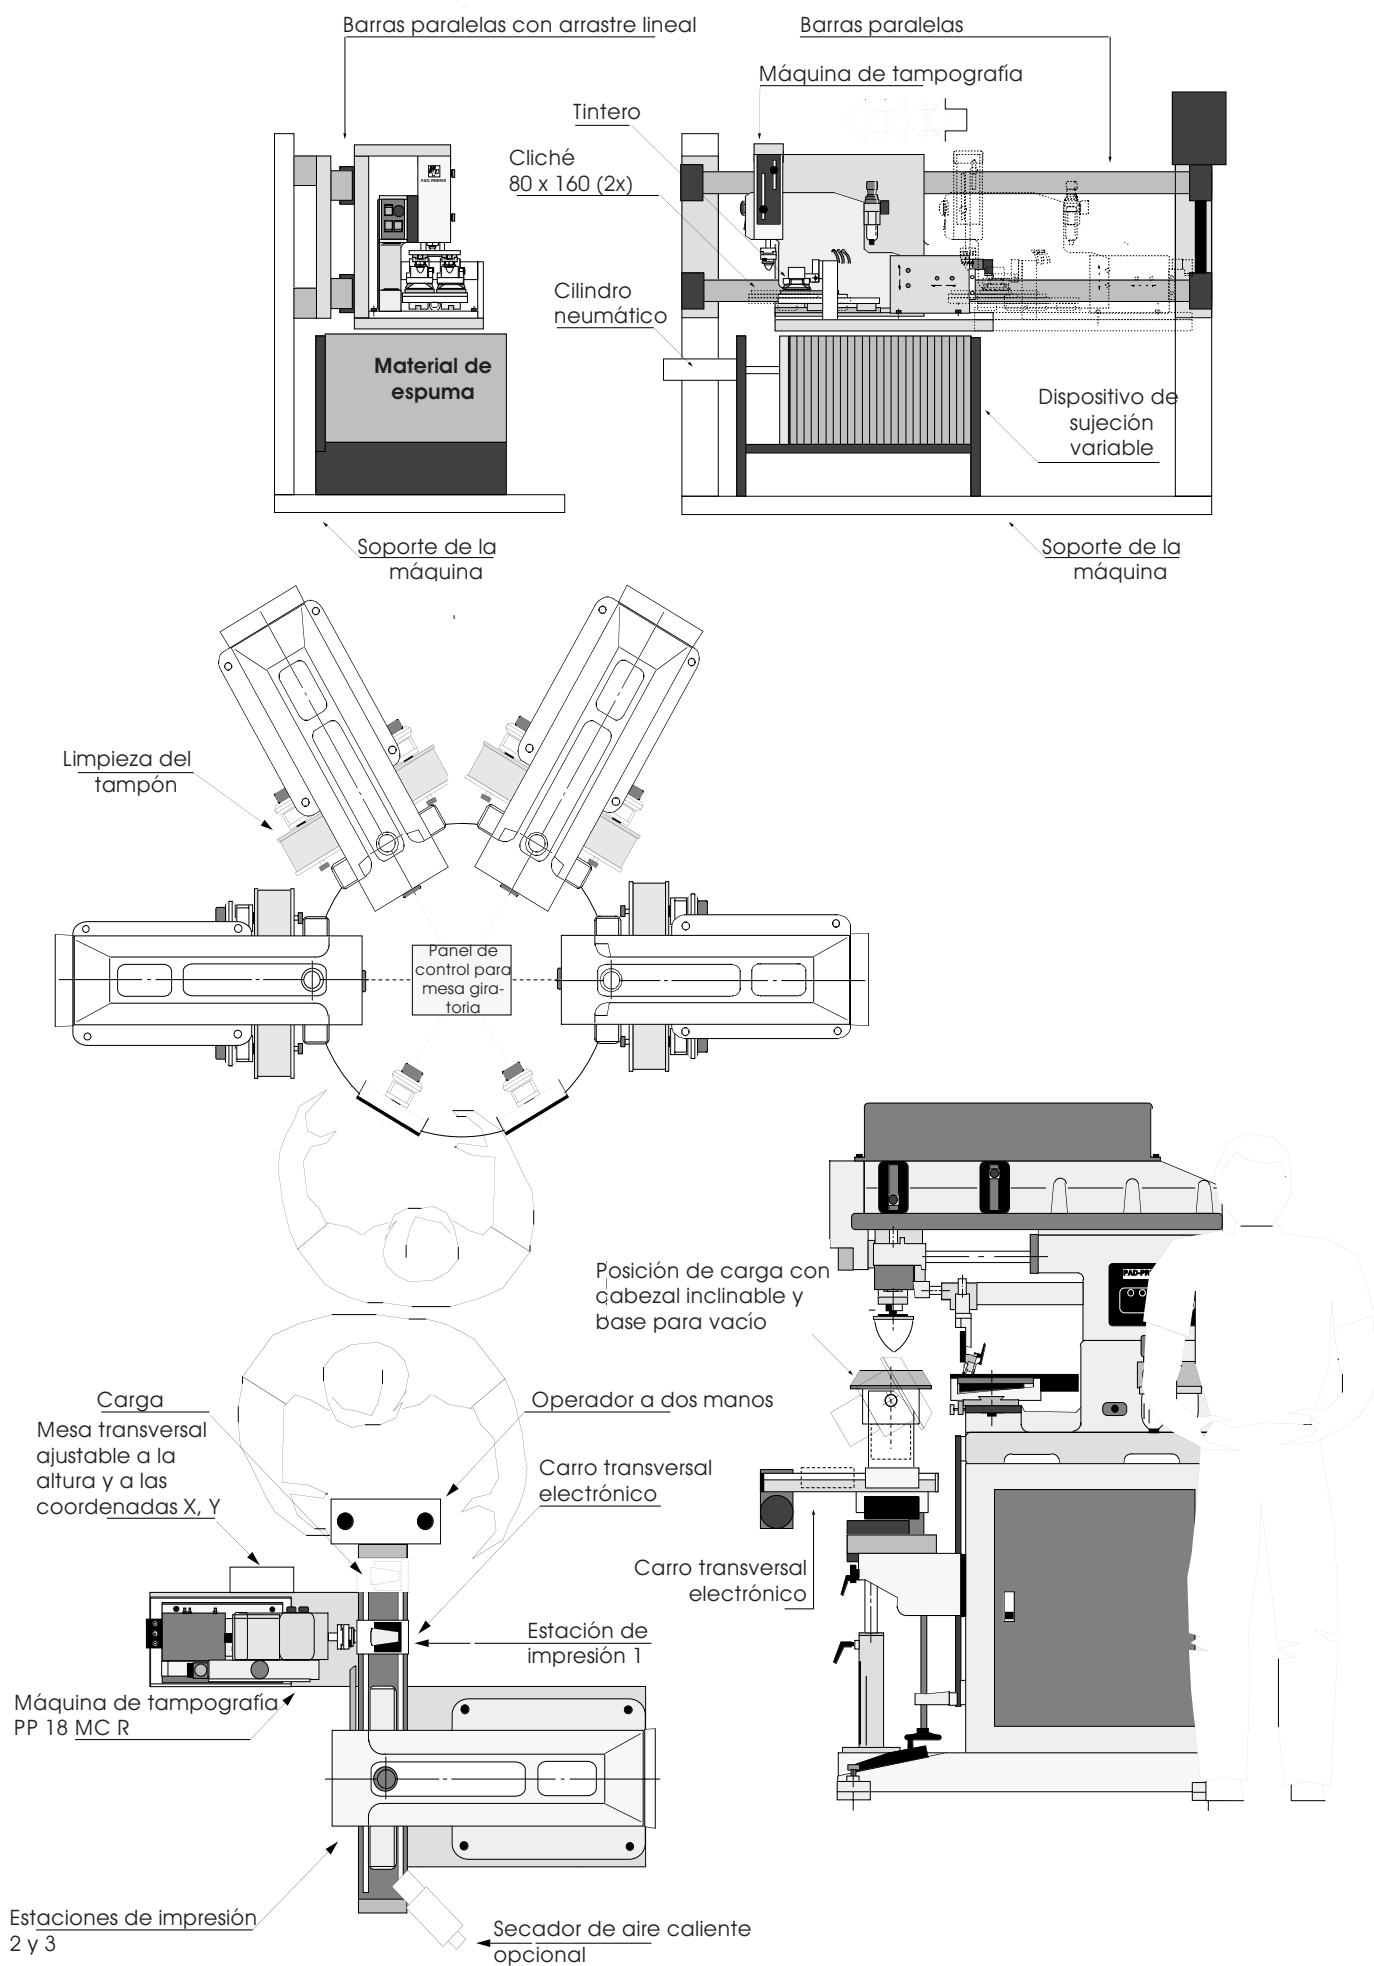 Barras paralelas con arrastre lineal
Barras paralelas
Máquina de tampografía
Tintero
Cliché
80 x 160 (2x)
PAD-PRINTER
Cilindro
neumático
Material de
espuma
Dispositivo de
sujeción
variable
Soporte de la
máquina
Soporte de la
máquina
Limpieza del
tampón
Panel de
control para
mesa gira-
toria
Posición de carga con
cabezal inclinable y
base para vacío
PAD-PR
Carga
Operador a dos manos
Mesa transversal
ajustable a la
altura y a las
coordenadas X, Y
Carro transversal
electrónico
Carro transversal
electrónico
Estación de
impresión 1
Máquina de tampografía
PP 18 MC R
Estaciones de impresión
2 y 3
Secador de aire caliente
opcional